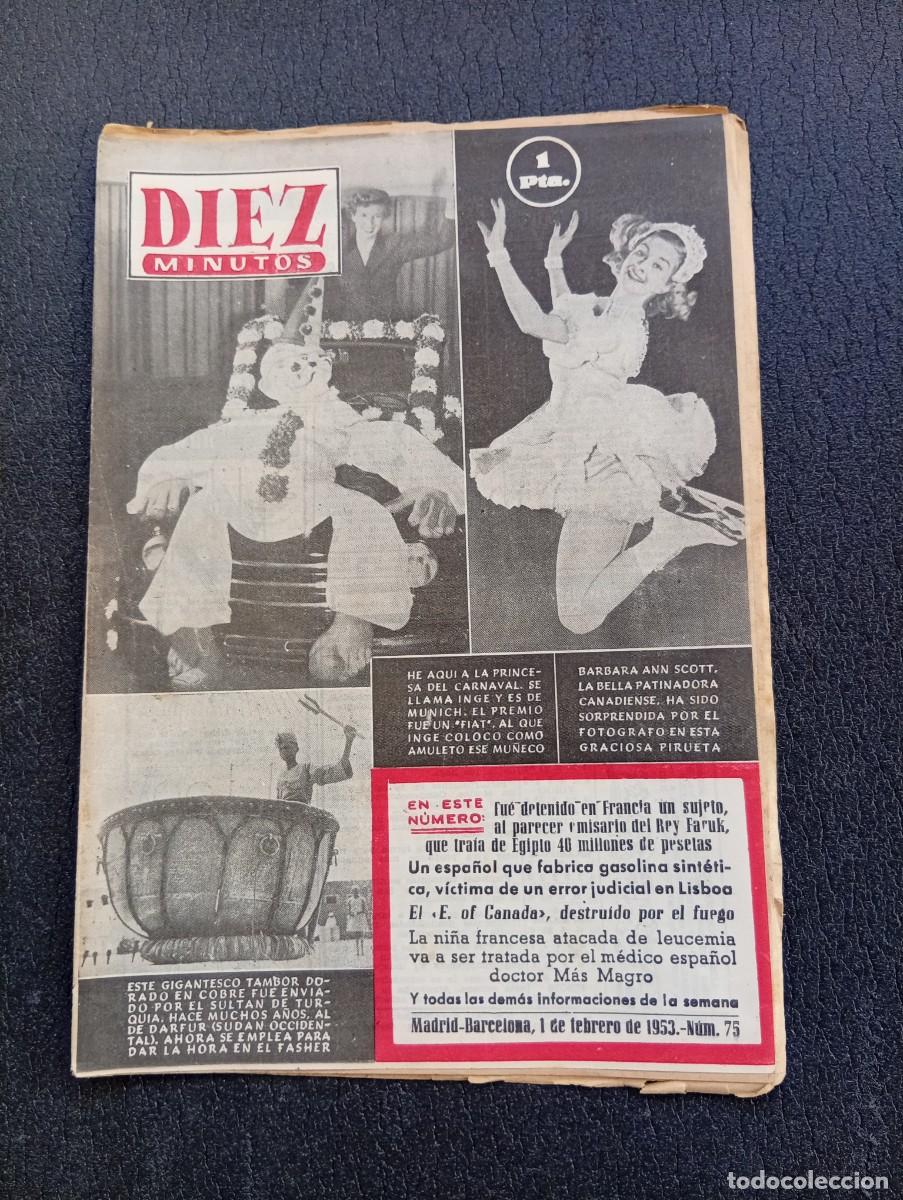 DIEZ
MINUTOS
1
Pta.
HE AQUI A LA PRINCE-
SA DEL CARNAVAL. SE
LLAMA INGE Y ES DE
MUNICH. EL PREMIO
FUE UN "FIAT", AL QUE
INGE COLOCO COMO
AMULETO ESE MUÑECO
BARBARA ANN SCOTT,
LA BELLA PATINADORA
CANADIENSE, HA SIDO
SORPRENDIDA POR EL
FOTOGRAFO EN ESTA
GRACIOSA PIRUETA
ESTE GIGANTESCO TAMBOR DO-
RADO EN COBRE FUE ENVIA-
DO POR EL SULTAN DE TUR-
QUIA, HACE MUCHOS AÑOS, AL
DE DARFUR (SUDAN OCCIDEN-
TAL). AHORA SE EMPLEA PARA
DAR LA HORA EN EL FASHER
EN ESTE
NÚMERO:
Fué detenido en Francia un sujeto,
al parecer emisario del Rey Faruk,
que traía de Egipto 40 millones de pesetas
Un español que fabrica gasolina sintéti-
ca, víctima de un error judicial en Lisboa
El «E. of Canada», destruído por el fuego
La niña francesa atacada de leucemia
va a ser tratada por el médico español
doctor Más Magro
Y todas las demás informaciones de la semana
Madrid-Barcelona, 1 de febrero de 1953.-Núm. 75
todocoleccion